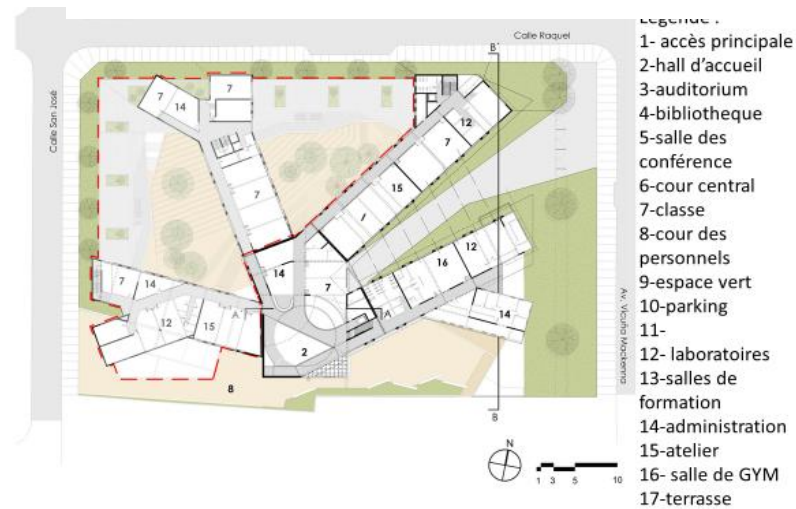 Calle Raquel
Calle San José
Av. Vicuña Mackenna
B´
7
14
7
12
7
7
15
7
14
7
16
12
14
7
14
12
15
A´
A
2
8
B
N
1 3 5 10
Légende :
1- accès principale
2-hall d’accueil
3-auditorium
4-bibliotheque
5-salle des
conférence
6-cour central
7-classe
8-cour des
personnels
9-espace vert
10-parking
11-
12- laboratoires
13-salles de
formation
14-administration
15-atelier
16- salle de GYM
17-terrasse